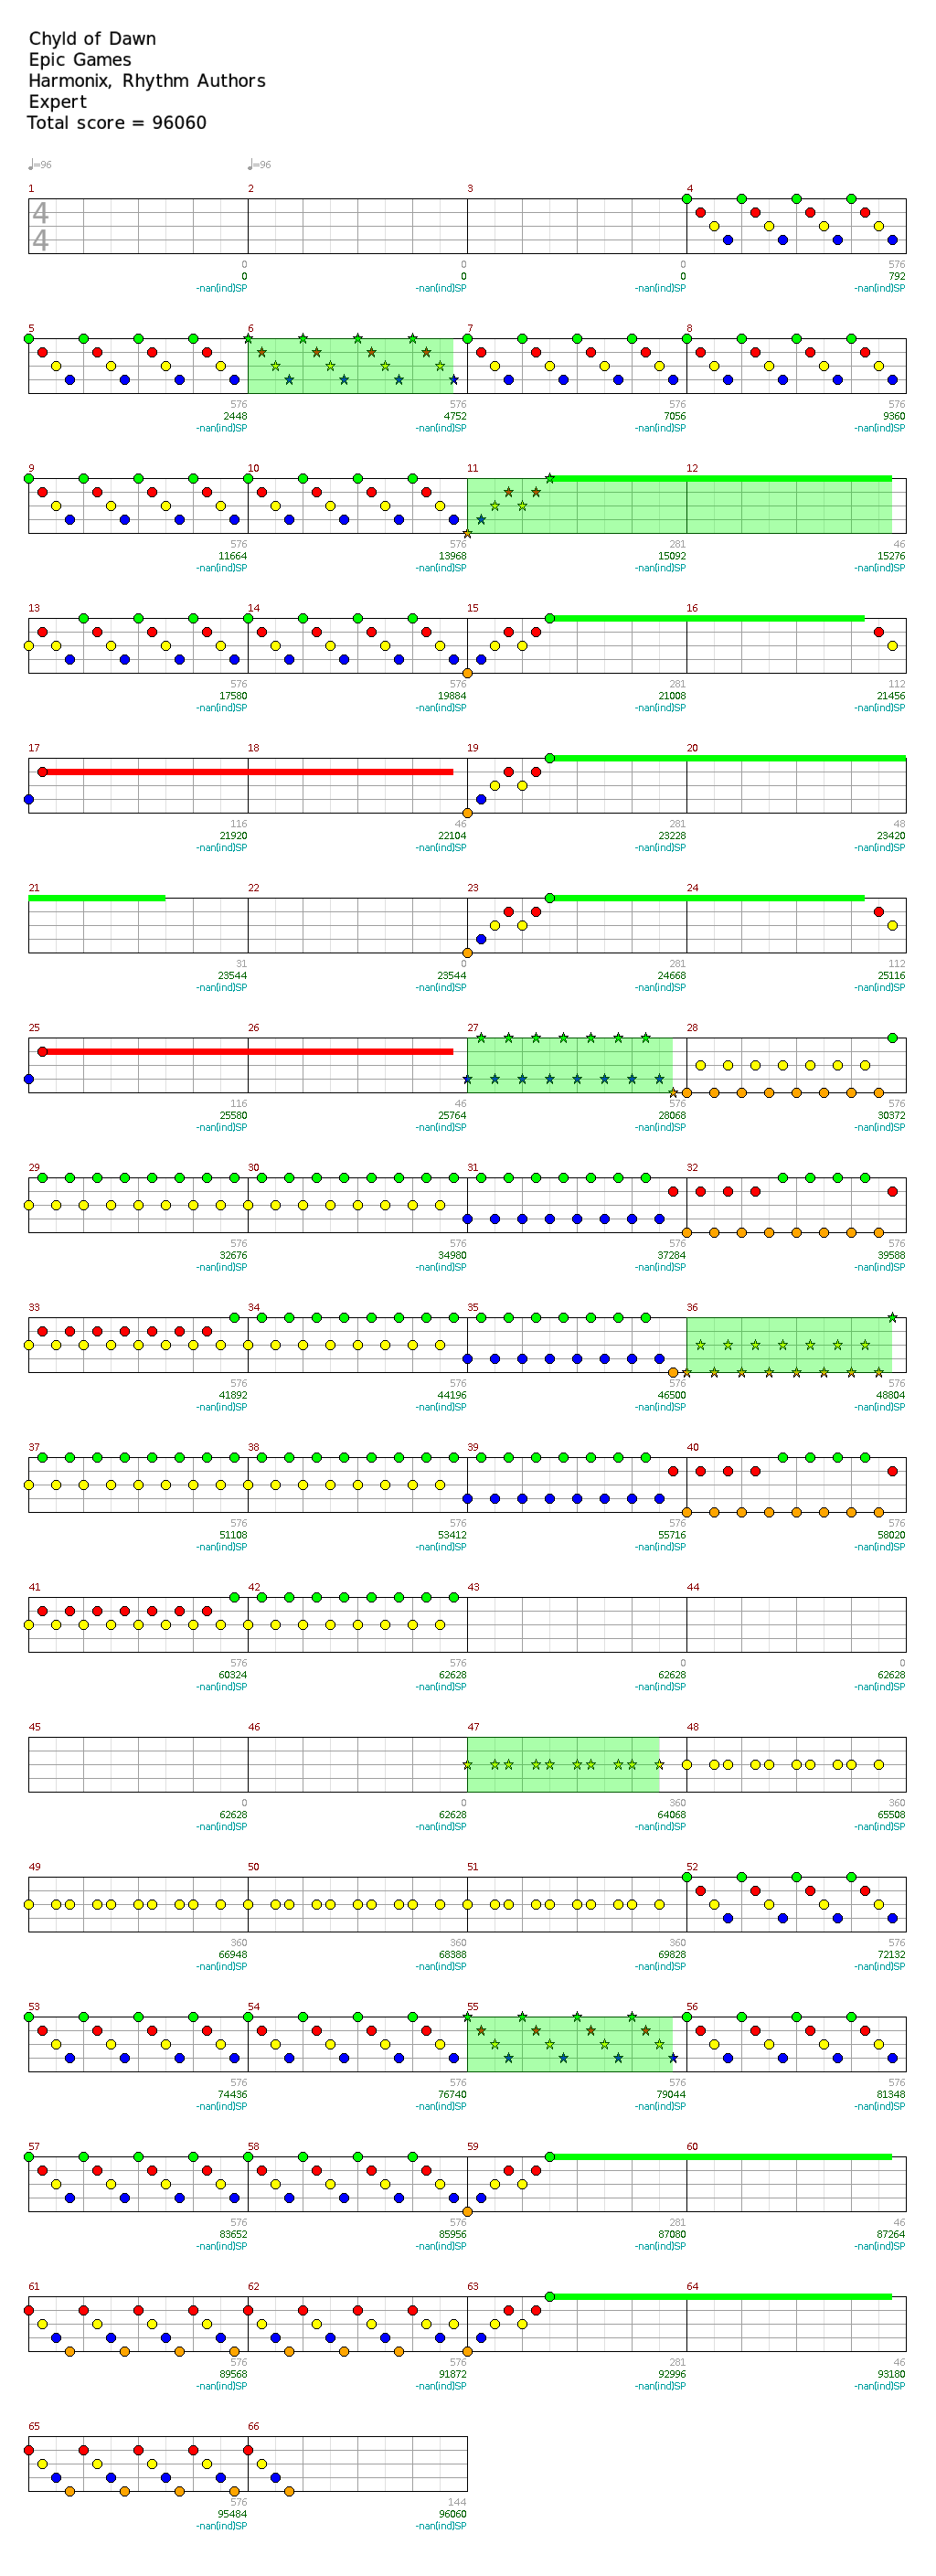 Chyld of Dawn
Epic Games
Harmonix, Rhythm Authors
Expert
Total score = 96060
♩=96 ♩=96
1 2 3 4
4
4
0 0 0 576
0 0 0 792
-nan(ind)SP -nan(ind)SP -nan(ind)SP -nan(ind)SP
5 6 7 8
576 576 576 576
2448 4752 7056 9360
-nan(ind)SP -nan(ind)SP -nan(ind)SP -nan(ind)SP
9 10 11 12
576 576 281 46
11664 13968 15092 15276
-nan(ind)SP -nan(ind)SP -nan(ind)SP -nan(ind)SP
13 14 15 16
576 576 281 112
17580 19884 21008 21456
-nan(ind)SP -nan(ind)SP -nan(ind)SP -nan(ind)SP
17 18 19 20
116 46 281 48
21920 22104 23228 23420
-nan(ind)SP -nan(ind)SP -nan(ind)SP -nan(ind)SP
21 22 23 24
31 0 281 112
23544 23544 24668 25116
-nan(ind)SP -nan(ind)SP -nan(ind)SP -nan(ind)SP
25 26 27 28
116 46 576 576
25580 25764 28068 30372
-nan(ind)SP -nan(ind)SP -nan(ind)SP -nan(ind)SP
29 30 31 32
576 576 576 576
32676 34980 37284 39588
-nan(ind)SP -nan(ind)SP -nan(ind)SP -nan(ind)SP
33 34 35 36
576 576 576 576
41892 44196 46500 48804
-nan(ind)SP -nan(ind)SP -nan(ind)SP -nan(ind)SP
37 38 39 40
576 576 576 576
51108 53412 55716 58020
-nan(ind)SP -nan(ind)SP -nan(ind)SP -nan(ind)SP
41 42 43 44
576 576 0 0
60324 62628 62628 62628
-nan(ind)SP -nan(ind)SP -nan(ind)SP -nan(ind)SP
45 46 47 48
0 0 360 360
62628 62628 64068 65508
-nan(ind)SP -nan(ind)SP -nan(ind)SP -nan(ind)SP
49 50 51 52
360 360 360 576
66948 68388 69828 72132
-nan(ind)SP -nan(ind)SP -nan(ind)SP -nan(ind)SP
53 54 55 56
576 576 576 576
74436 76740 79044 81348
-nan(ind)SP -nan(ind)SP -nan(ind)SP -nan(ind)SP
57 58 59 60
576 576 281 46
83652 85956 87080 87264
-nan(ind)SP -nan(ind)SP -nan(ind)SP -nan(ind)SP
61 62 63 64
576 576 281 46
89568 91872 92996 93180
-nan(ind)SP -nan(ind)SP -nan(ind)SP -nan(ind)SP
65 66
576 144
95484 96060
-nan(ind)SP -nan(ind)SP